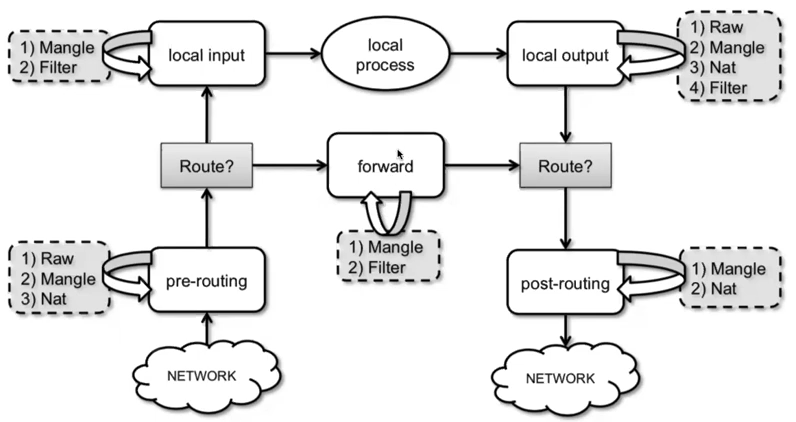 1) Mangle
2) Filter
local input
local
process
local output
1) Raw
2) Mangle
3) Nat
4) Filter
Route?
forward
Route?
1) Mangle
2) Filter
1) Raw
2) Mangle
3) Nat
pre-routing
post-routing
1) Mangle
2) Nat
NETWORK
NETWORK